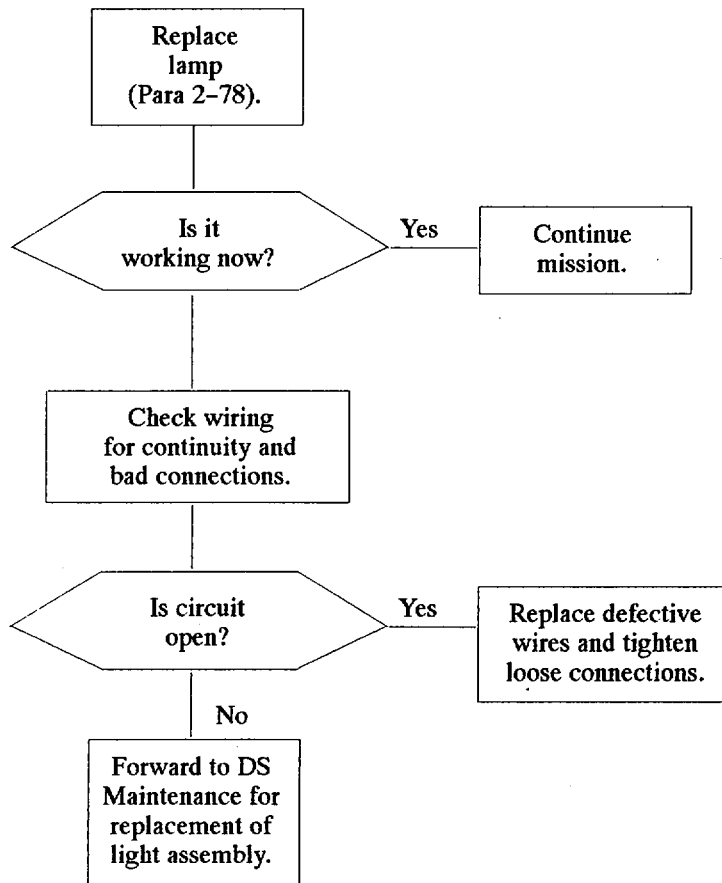 Replace
lamp
(Para 2–78).
Is it
working now?
Yes
Continue
mission.
Check wiring
for continuity and
bad connections.
Is circuit
open?
Yes
Replace defective
wires and tighten
loose connections.
No
Forward to DS
Maintenance for
replacement of
light assembly.